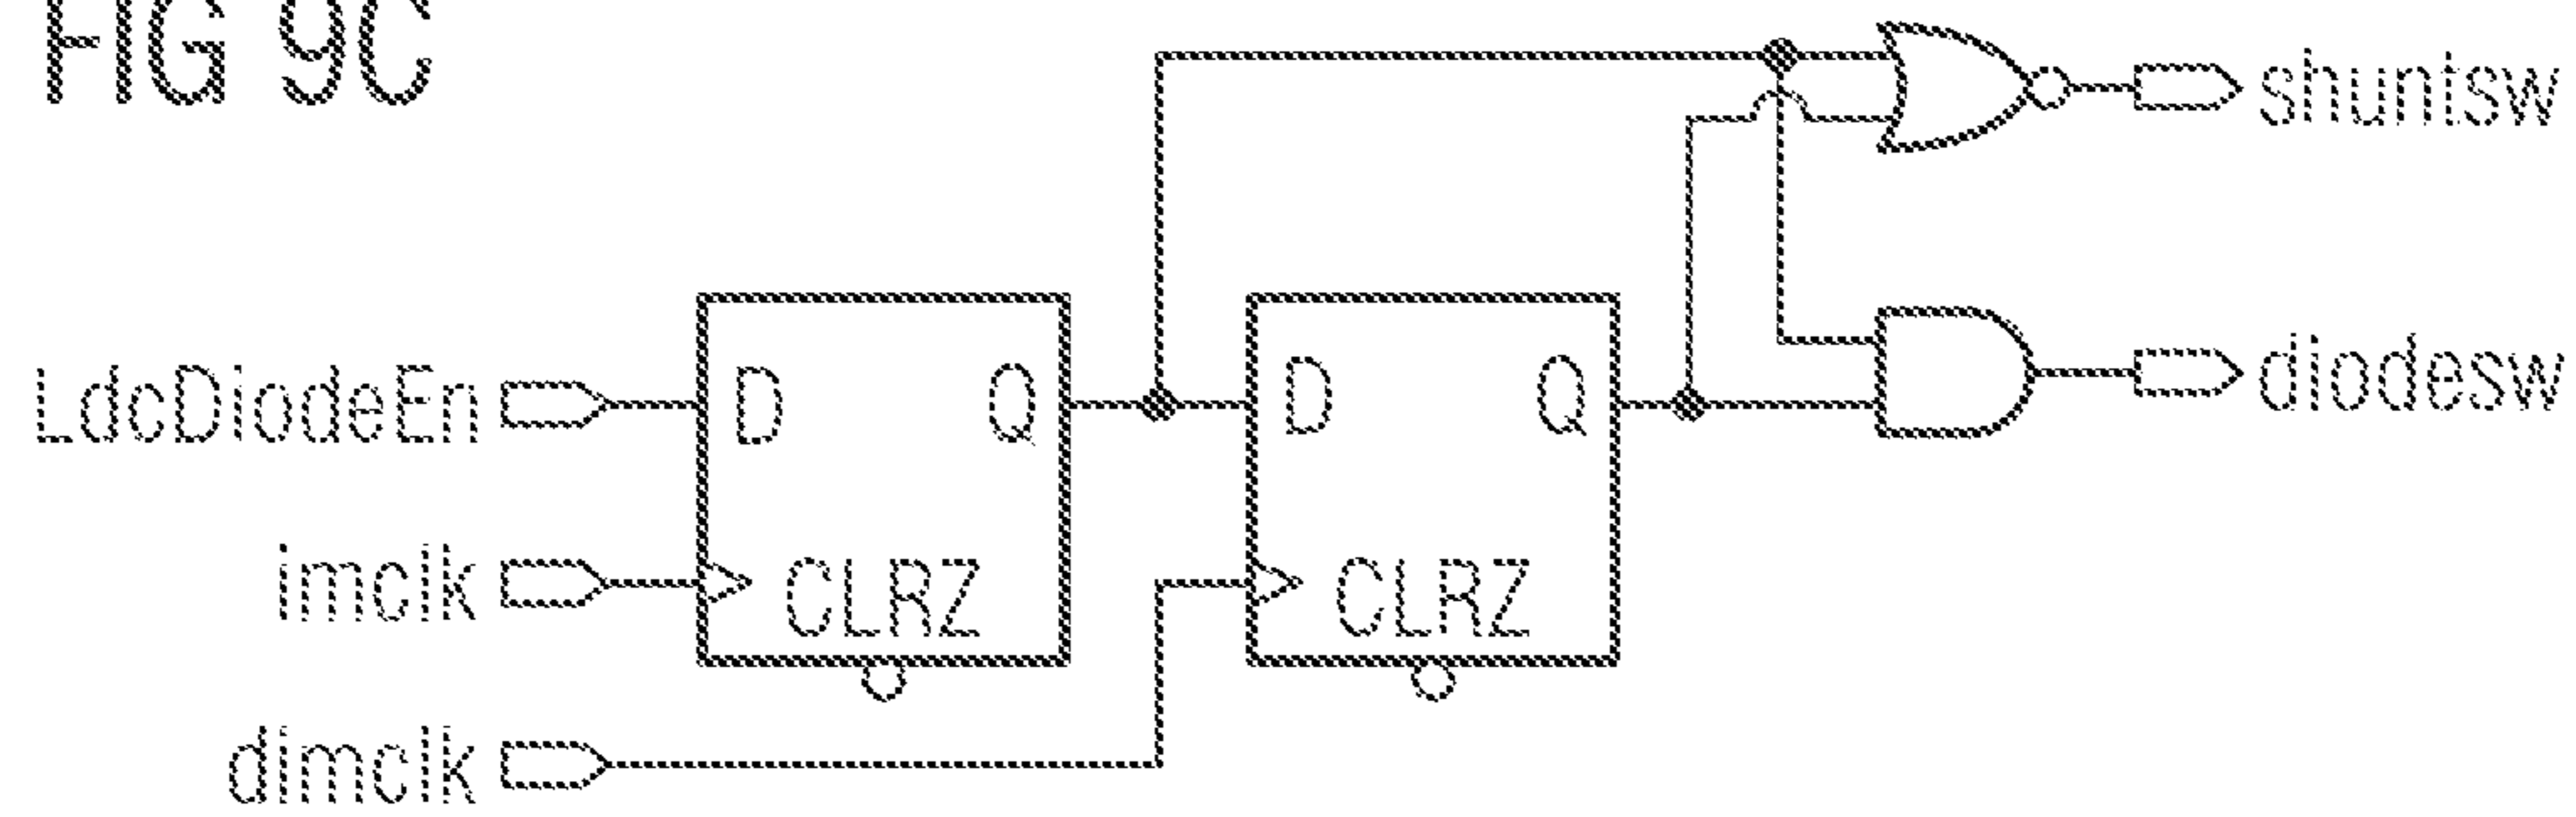 FIG 9C
shuntsw
LdcDiodeEn
D
Q
D
Q
diodesw
imclk
CLRZ
CLRZ
dimclk